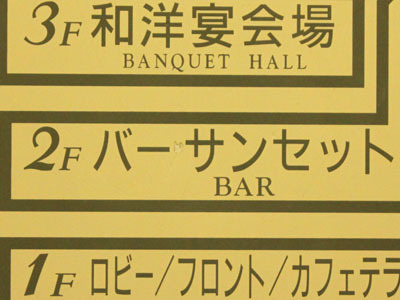 3F 和洋宴会場
BANQUET HALL
2F バーサンセット
BAR
1F ロビー/フロント/カフェテラ